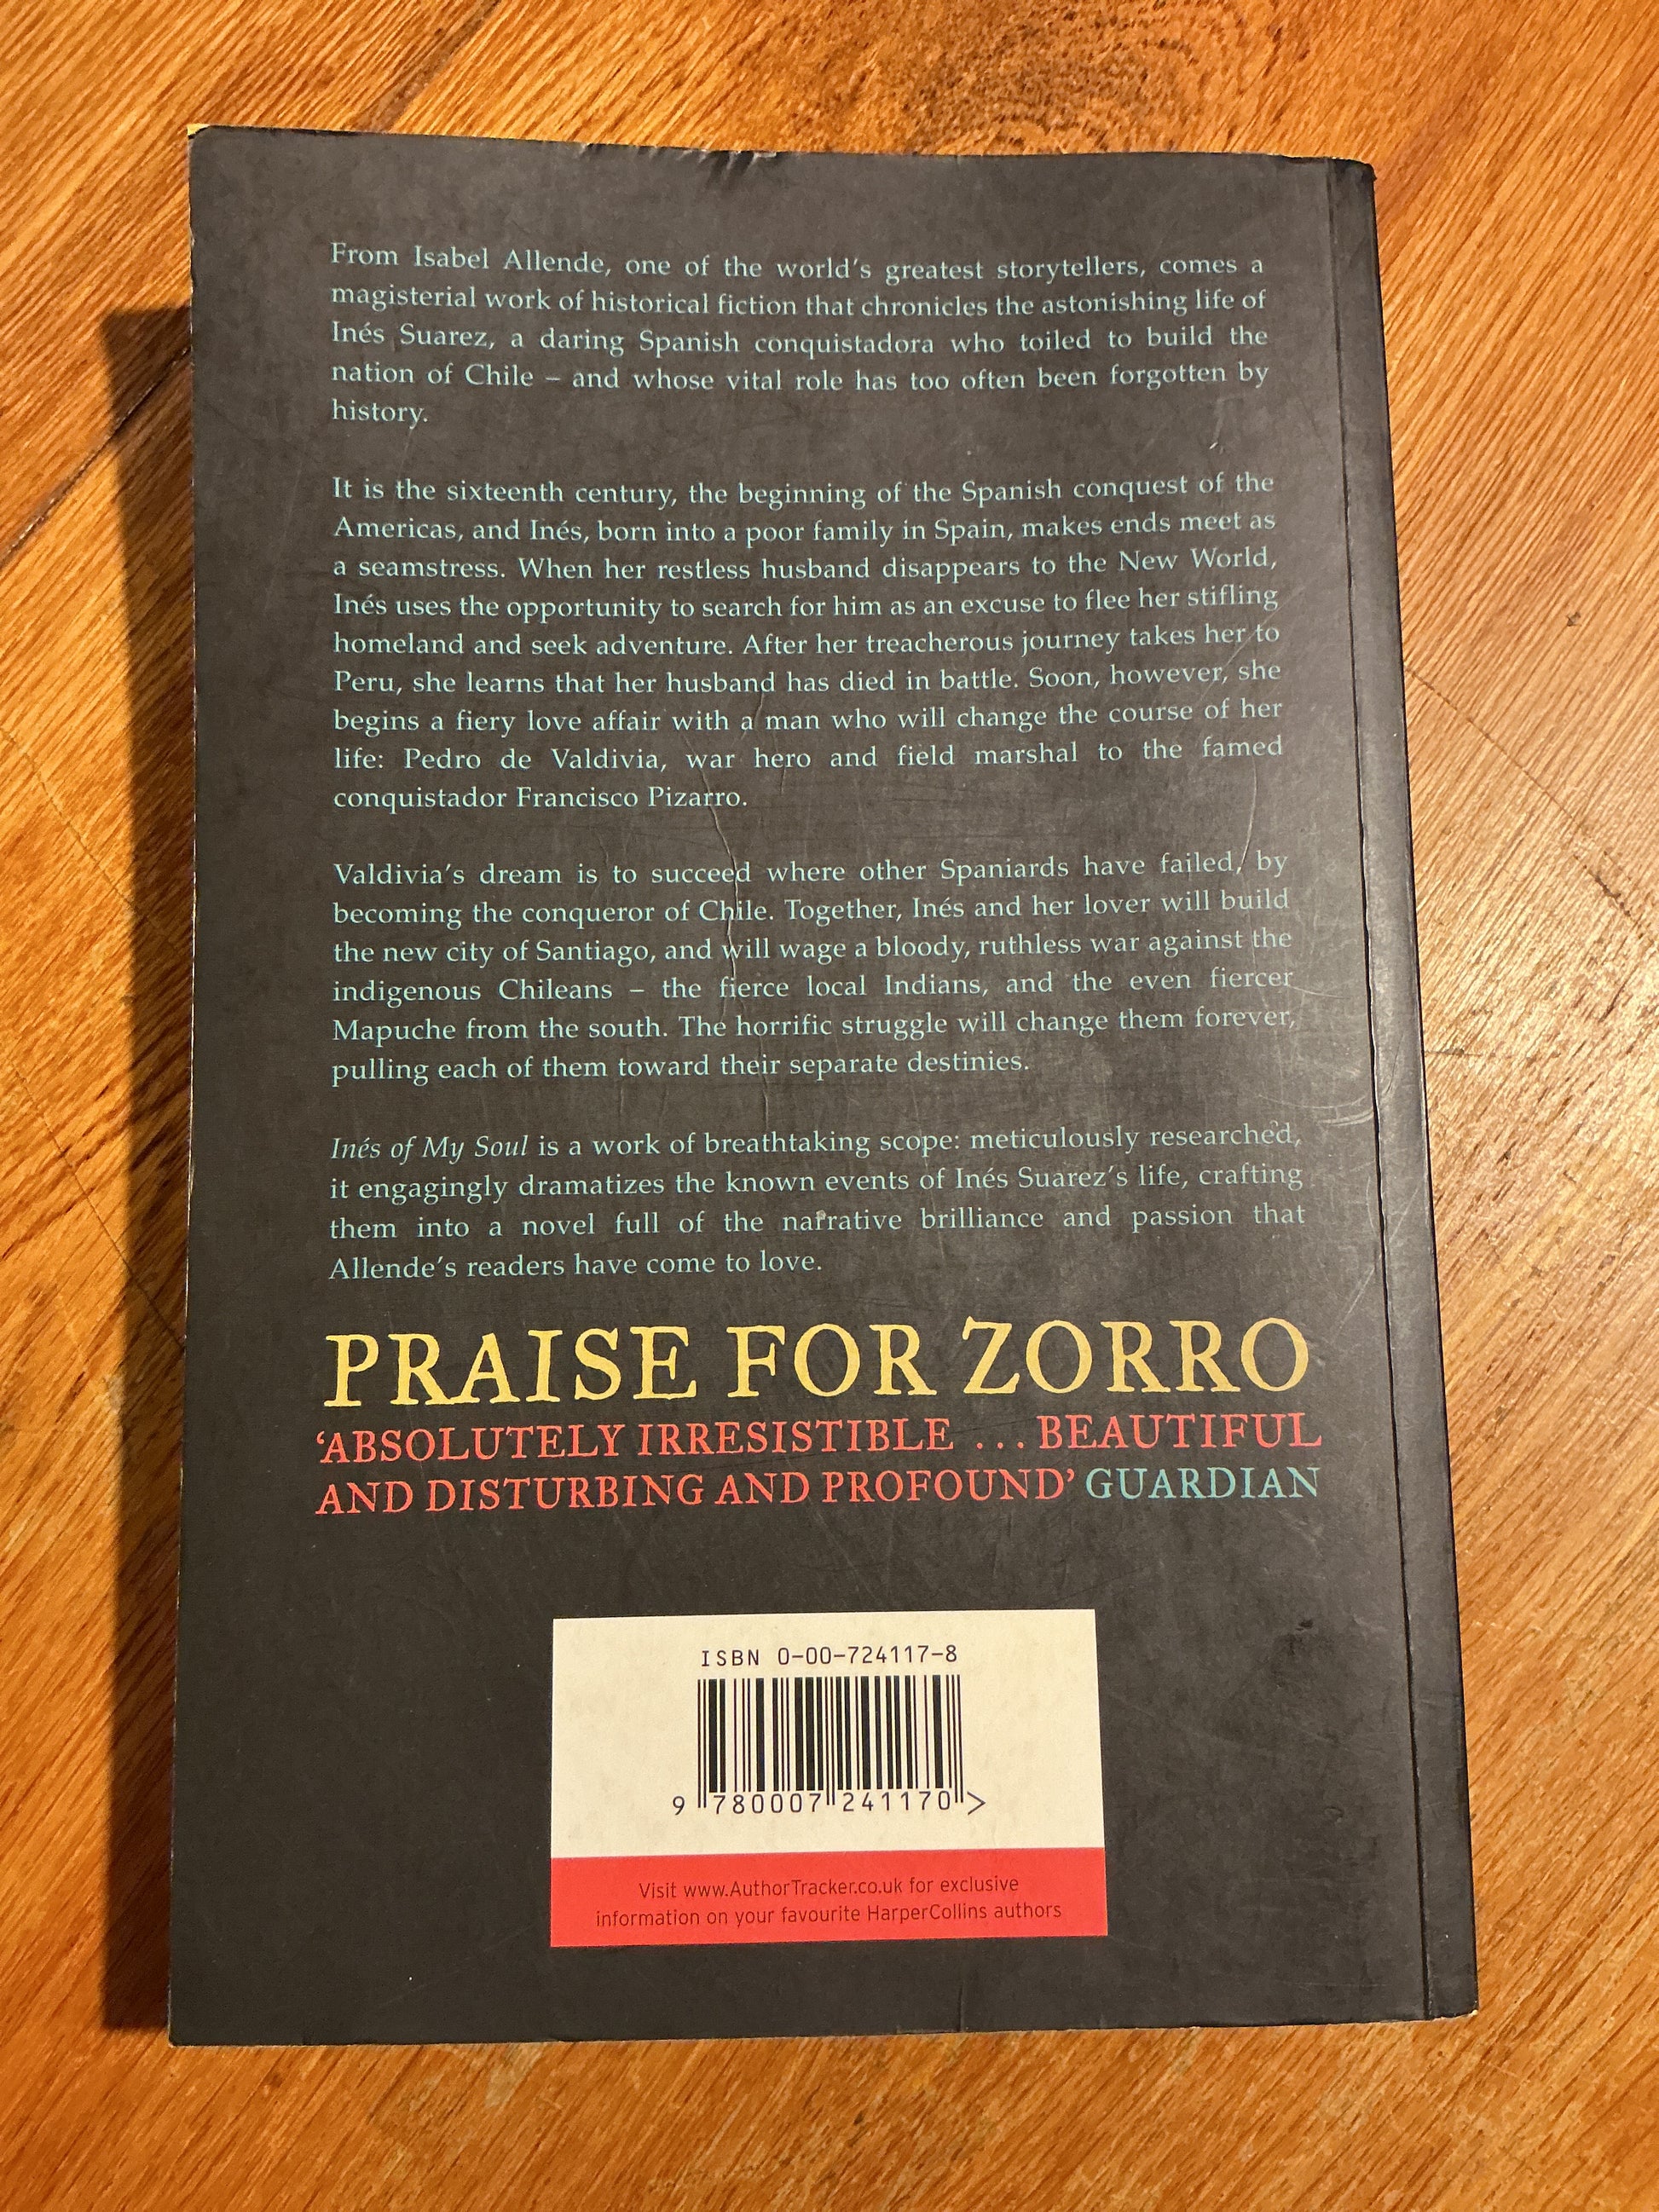 From Isabel Allende, one of the world's greatest storytellers, comes a
magisterial work of historical fiction that chronicles the astonishing life of
Inés Suarez, a daring Spanish conquistadora who toiled to build the
nation of Chile – and whose vital role has too often been forgotten by
history.
It is the sixteenth century, the beginning of the Spanish conquest of the
Americas, and Inés, born into a poor family in Spain, makes ends meet as
a seamstress. When her restless husband disappears to the New World,
Inés uses the opportunity to search for him as an excuse to flee her stifling
homeland and seek adventure. After her treacherous journey takes her to
Peru, she learns that her husband has died in battle. Soon, however, she
begins a fiery love affair with a man who will change the course of her
life: Pedro de Valdivia, war hero and field marshal to the famed
conquistador Francisco Pizarro.
Valdivia's dream is to succeed where other Spaniards have failed, by
becoming the conqueror of Chile. Together, Inés and her lover will build
the new city of Santiago, and will wage a bloody, ruthless war against the
indigenous Chileans – the fierce local Indians, and the even fiercer
Mapuche from the south. The horrific struggle will change them forever,
pulling each of them toward their separate destinies.
Inés of My Soul is a work of breathtaking scope: meticulously researched,
it engagingly dramatizes the known events of Inés Suarez's life, crafting
them into a novel full of the narrative brilliance and passion that
Allende's readers have come to love.
PRAISE FOR ZORRO
'ABSOLUTELY IRRESISTIBLE ... BEAUTIFUL
AND DISTURBING AND PROFOUND' GUARDIAN
ISBN 0-00-724117-8
9 780007 241170 >
Visit www.AuthorTracker.co.uk for exclusive
information on your favourite HarperCollins authors